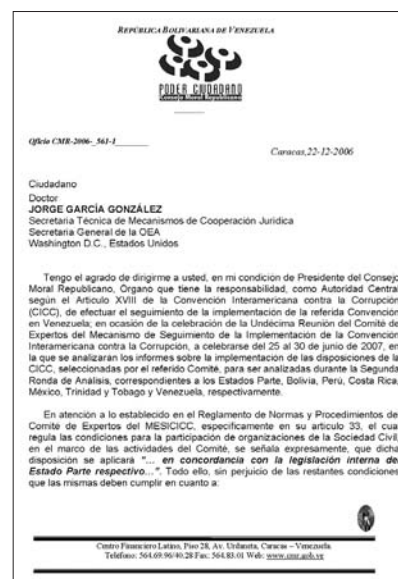 REPÚBLICA BOLIVARIANA DE VENEZUELA
PODER CIUDADANO
Consejo Moral Republicano
Oficio CMR-2006-_561-1________
Caracas,22-12-2006
Ciudadano
Doctor
JORGE GARCÍA GONZÁLEZ
Secretaria Técnica de Mecanismos de Cooperación Jurídica
Secretaria General de la OEA
Washington D.C., Estados Unidos
Tengo el agrado de dirigirme a usted, en mi condición de Presidente del Consejo
Moral Republicano, Órgano que tiene la responsabilidad, como Autoridad Central
según el Articulo XVIII de la Convención Interamericana contra la Corrupción
(CICC), de efectuar el seguimiento de la implementación de la referida Convención
en Venezuela; en ocasión de la celebración de la Undécima Reunión del Comité de
Expertos del Mecanismo de Seguimiento de la Implementación de la Convención
Interamericana contra la Corrupción, a celebrarse del 25 al 30 de junio de 2007, en
la que se analizaran los informes sobre la implementación de las disposiciones de la
CICC, seleccionadas por el referido Comité, para ser analizadas durante la Segunda
Ronda de Análisis, correspondientes a los Estados Parte, Bolivia, Perú, Costa Rica,
México, Trinidad y Tobago y Venezuela, respectivamente.
En atención a lo establecido en el Reglamento de Normas y Procedimientos del
Comité de Expertos del MESICICC, específicamente en su artículo 33, el cual
regula las condiciones para la participación de organizaciones de la Sociedad Civil,
en el marco de las actividades del Comité, se señala expresamente, que dicha
disposición se aplicará "... en concordancia con la legislación interna del
Estado Parte respectivo...". Todo ello, sin perjuicio de las restantes condiciones
que las mismas deben cumplir en cuanto a:
Centro Financiero Latino, Piso 28, Av. Urdaneta, Caracas – Venezuela.
Teléfono: 564.69.96/40.28 Fax: 564.83.01 Web: www.cmr.gob.ve